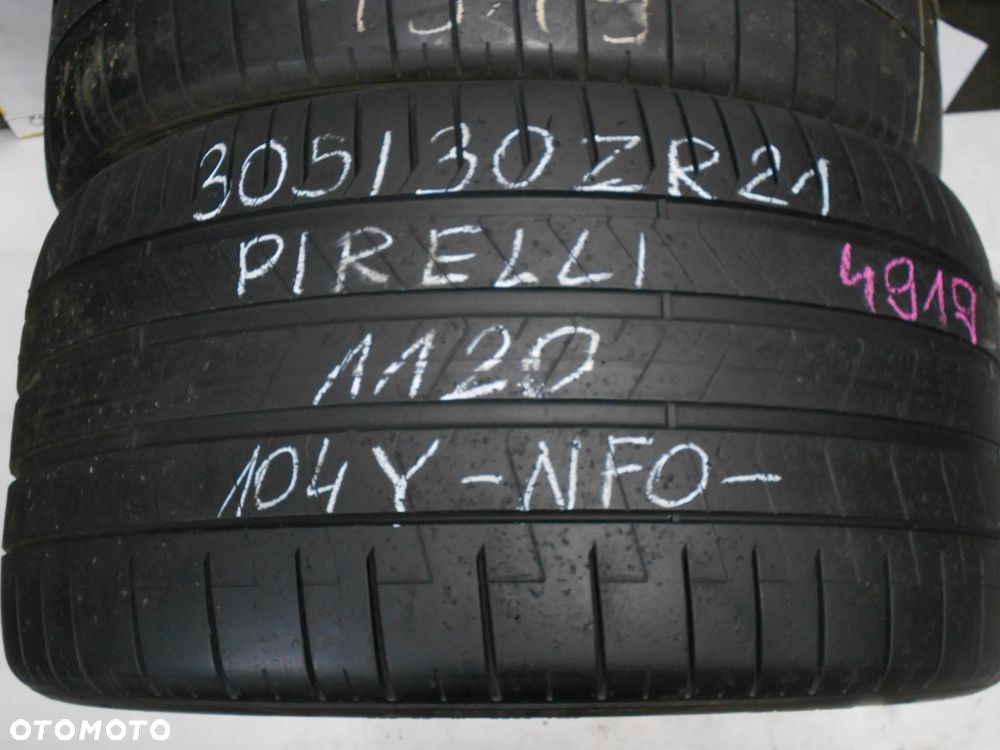 305/30 ZR21
PIRELLI
4919
1120
104Y -NFO-
OTOMOTO